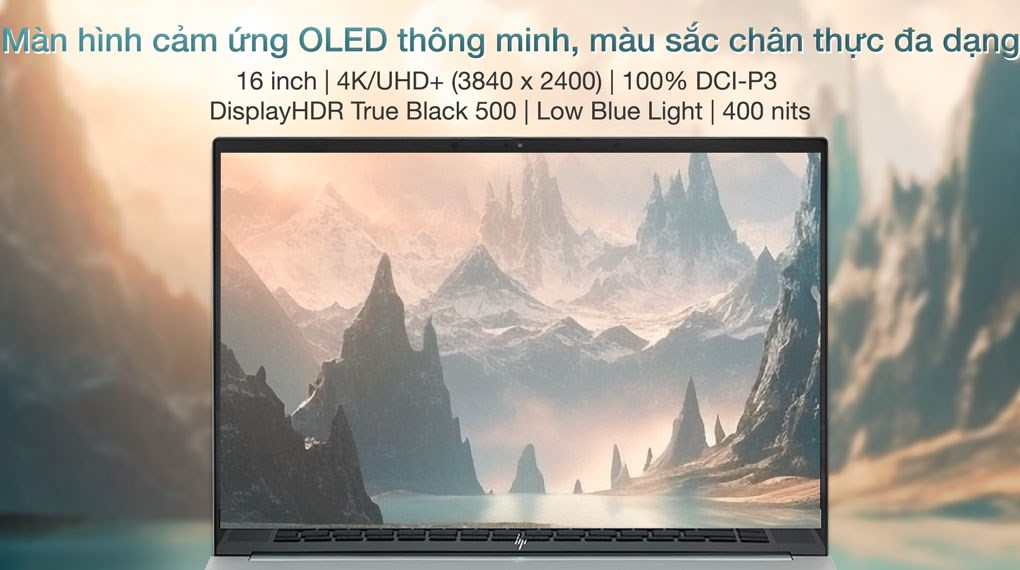 Màn hình cảm ứng OLED thông minh, màu sắc chân thực đa dạng
16 inch | 4K/UHD+ (3840 x 2400) | 100% DCI-P3
DisplayHDR True Black 500 | Low Blue Light | 400 nits
hp